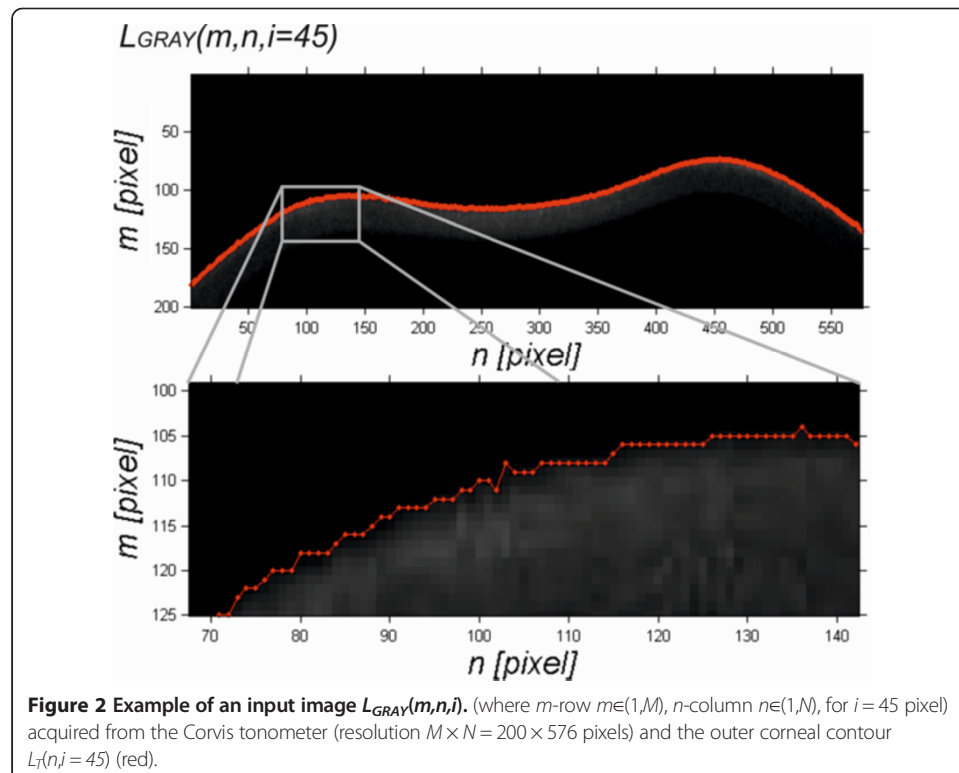 LGRAY(m,n,i=45)
m [pixel]
50
100
150
200
50 100 150 200 250 300 350 400 450 500 550
n [pixel]
m [pixel]
100
105
110
115
120
125
70 80 90 100 110 120 130 140
n [pixel]
Figure 2 Example of an input image LGRAY(m,n,i). (where m-row m∈(1,M), n-column n∈(1,N), for i = 45 pixel)
acquired from the Corvis tonometer (resolution M × N = 200 × 576 pixels) and the outer corneal contour
LT(n,i = 45) (red).